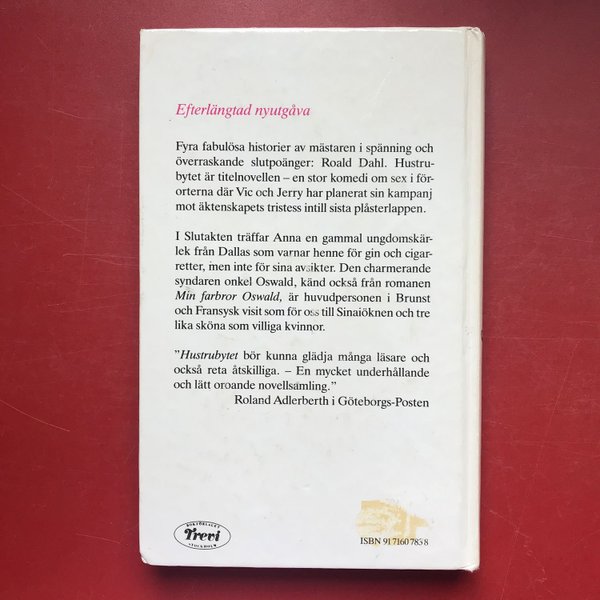 Efterlängtad nyutgåva
Fyra fabulösa historier av mästaren i spänning och
överraskande slutpoänger: Roald Dahl. Hustru-
bytet är titelnovellen – en stor komedi om sex i för-
orterna där Vic och Jerry har planerat sin kampanj
mot äktenskapets tristess intill sista plåsterlappen.
I Slutakten träffar Anna en gammal ungdomskär-
lek från Dallas som varnar henne för gin och cigar-
retter, men inte för sina avsikter. Den charmerande
syndaren onkel Oswald, känd också från romanen
Min farbror Oswald, är huvudpersonen i Brunst
och Fransysk visit som för oss till Sinaiöknen och tre
lika sköna som villiga kvinnor.
"Hustrubytet bör kunna glädja många läsare och
också reta åtskilliga. – En mycket underhållande
och lätt oroande novellsamling."
Roland Adlerberth i Göteborgs-Posten
BOKFÖRLAGET
Trevi
STOCKHOLM
ISBN 91 7160 785 8